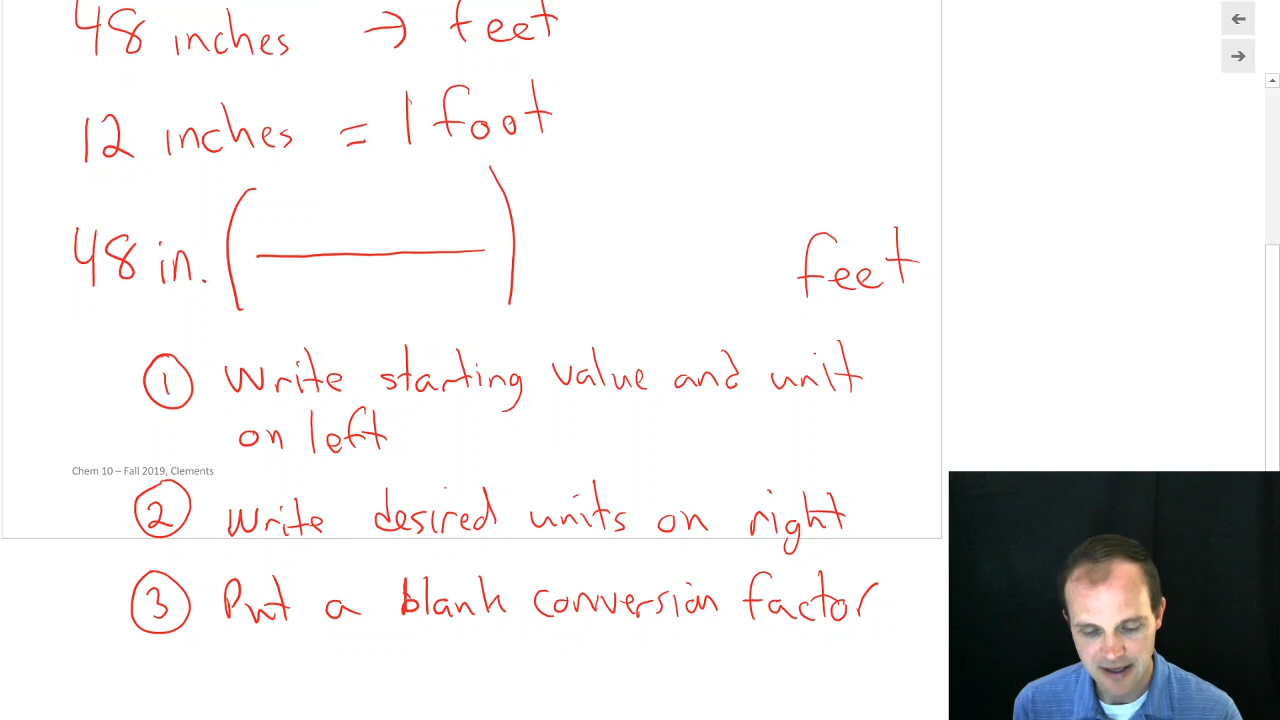 48 inches → feet
12 inches = 1 foot
48 in. ( ) feet
① Write starting value and unit
on left
Chem 10 – Fall 2019, Clements
② Write desired units on right
③ Put a blank conversion factor